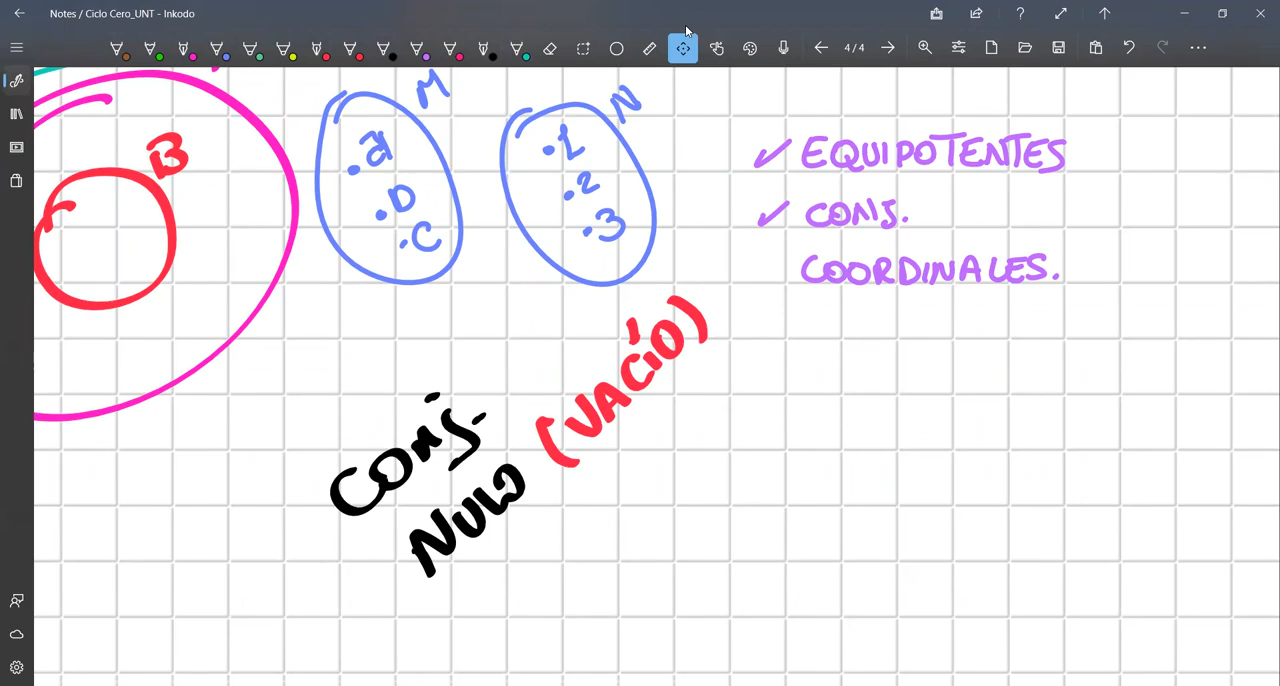 Notes / Ciclo Cero_UNT - Inkodo
4 / 4
B
M
.a
.D
.C
N
.1
.2
.3
✓ EQUIPOTENTES
✓ CONJ.
COORDINALES.
CONJ.
NULO
(VACÍO)